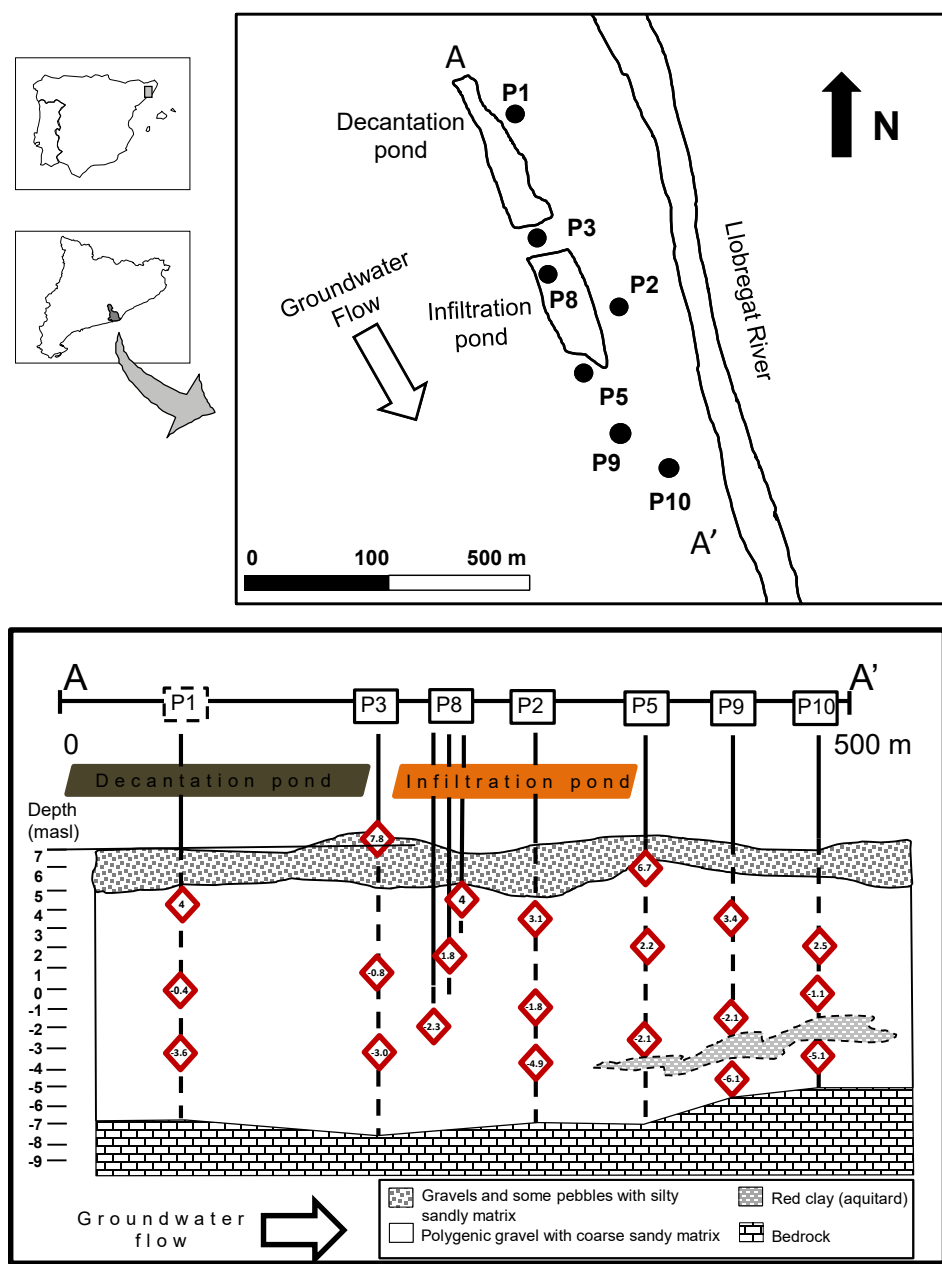 A
P1
Decantation
pond
N
P3
Groundwater
Flow
P8
P2
Infiltration
pond
Llobregat River
P5
P9
P10
A’
0 100 500 m
A A’
P1 P3 P8 P2 P5 P9 P10
0 500 m
Decantation pond Infiltration pond
Depth
(masl)
7
6
5
4
3
2
1
0
-1
-2
-3
-4
-5
-6
-7
-8
-9
4
-0.4
-3.6
7.8
-0.8
-3.0
4
1.8
-2.3
3.1
-1.8
-4.9
6.7
2.2
-2.1
3.4
-2.1
-6.1
2.5
-1.1
-5.1
Groundwater
flow
Gravels and some pebbles with silty
sandly matrix
Polygenic gravel with coarse sandy matrix
Red clay (aquitard)
Bedrock